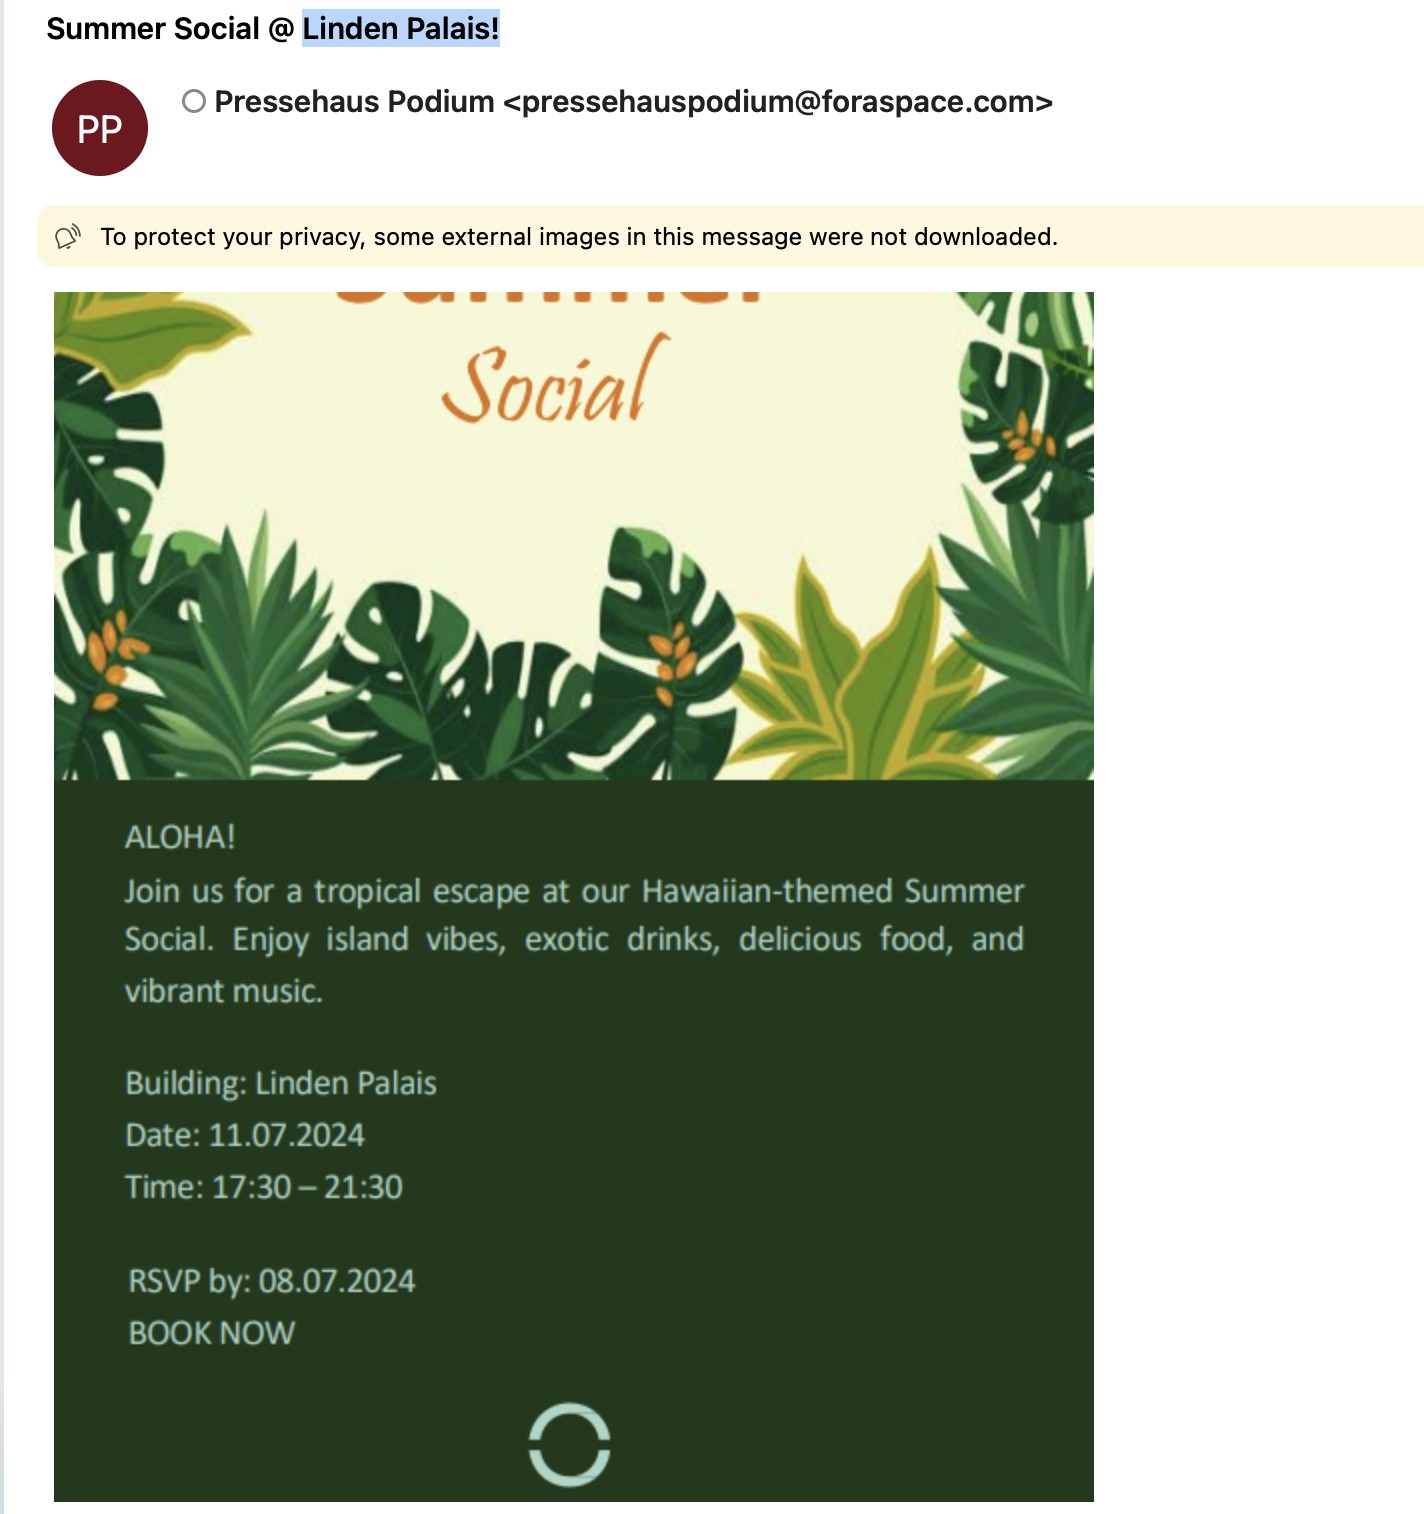 Summer Social @ Linden Palais!
PP
Pressehaus Podium <pressehauspodium@foraspace.com>
To protect your privacy, some external images in this message were not downloaded.
Summer
Social
ALOHA!
Join us for a tropical escape at our Hawaiian-themed Summer
Social. Enjoy island vibes, exotic drinks, delicious food, and
vibrant music.
Building: Linden Palais
Date: 11.07.2024
Time: 17:30 – 21:30
RSVP by: 08.07.2024
BOOK NOW